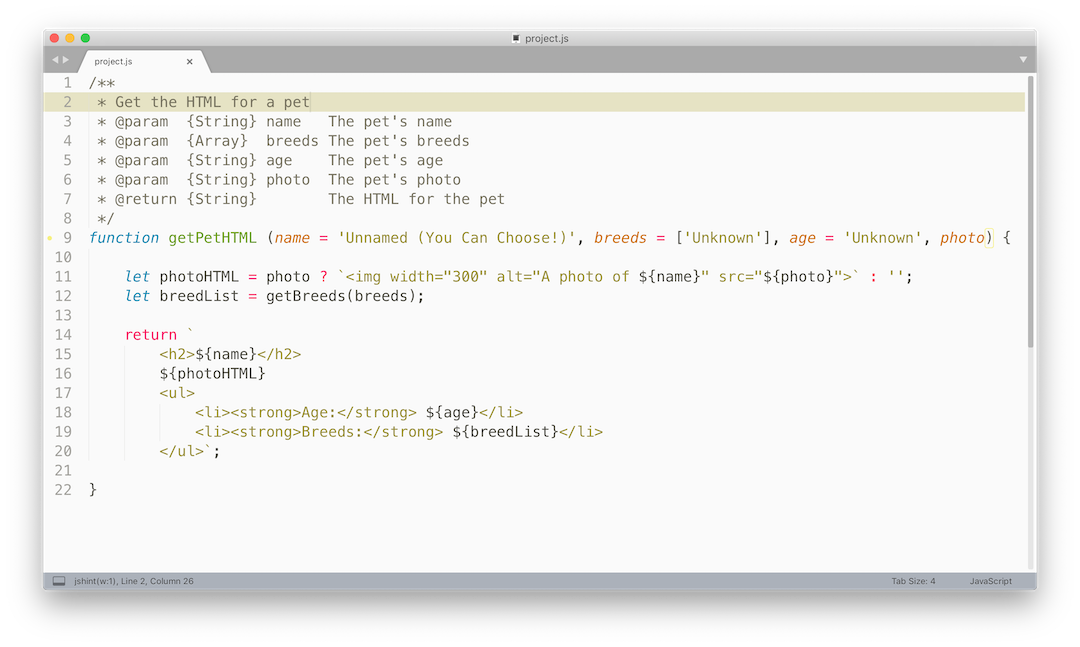 project.js
project.js ×
1 /**
2  * Get the HTML for a pet
3  * @param  {String} name   The pet's name
4  * @param  {Array}  breeds The pet's breeds
5  * @param  {String} age    The pet's age
6  * @param  {String} photo  The pet's photo
7  * @return {String}        The HTML for the pet
8  */
9 function getPetHTML (name = 'Unnamed (You Can Choose!)', breeds = ['Unknown'], age = 'Unknown', photo) {
10
11     let photoHTML = photo ? `<img width="300" alt="A photo of ${name}" src="${photo}">` : '';
12     let breedList = getBreeds(breeds);
13
14     return `
15         <h2>${name}</h2>
16         ${photoHTML}
17         <ul>
18             <li><strong>Age:</strong> ${age}</li>
19             <li><strong>Breeds:</strong> ${breedList}</li>
20         </ul>`;
21
22 }
jshint(w:1), Line 2, Column 26 Tab Size: 4 JavaScript